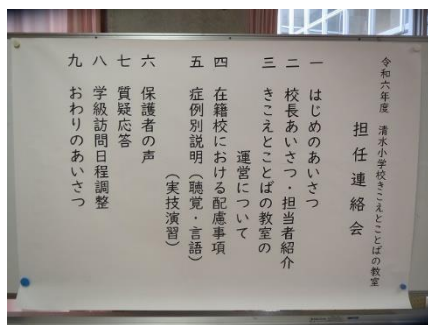 令和六年度　清水小学校きこえとことばの教室
担任連絡会
一　はじめのあいさつ
二　校長あいさつ・担当者紹介
三　きこえとことばの教室の
運営について
四　在籍校における配慮事項
五　症例別説明（聴覚・言語）
（実技演習）
六　保護者の声
七　質疑応答
八　学級訪問日程調整
九　おわりのあいさつ